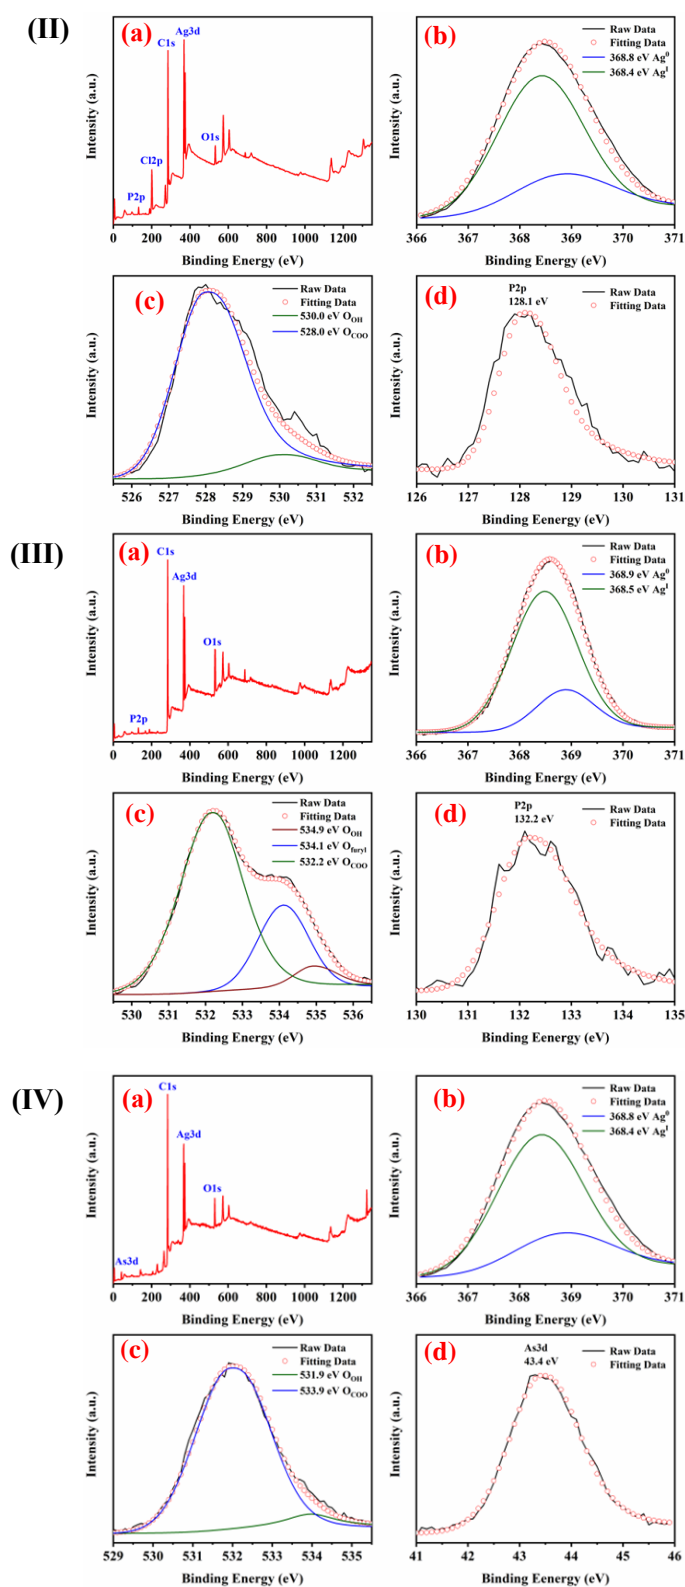 (II)
(a)
C1s
Ag3d
Cl2p
P2p
O1s
Intensity (a.u.)
0 200 400 600 800 1000 1200
Binding Energy (eV)
(b)
Raw Data
Fitting Data
368.8 eV Ag⁰
368.4 eV Agᴵ
Intensity (a.u.)
366 367 368 369 370 371
Binding Energy (eV)
(c)
Raw Data
Fitting Data
530.0 eV O_OH
528.0 eV O_COO
Intensity (a.u.)
526 527 528 529 530 531 532
Binding Energy (eV)
(d)
P2p
128.1 eV
Raw Data
Fitting Data
Intensity (a.u.)
126 127 128 129 130 131
Binding Eenergy (eV)
(III)
(a)
C1s
Ag3d
O1s
P2p
Intensity (a.u.)
0 200 400 600 800 1000 1200
Binding Energy (eV)
(b)
Raw Data
Fitting Data
368.9 eV Ag⁰
368.5 eV Agᴵ
Intensity (a.u.)
366 367 368 369 370 371
Binding Energy (eV)
(c)
Raw Data
Fitting Data
534.9 eV O_OH
534.1 eV O_furyl
532.2 eV O_COO
Intensity (a.u.)
530 531 532 533 534 535 536
Binding Energy (eV)
(d)
P2p
132.2 eV
Raw Data
Fitting Data
Intensity (a.u.)
130 131 132 133 134 135
Binding Eenergy (eV)
(IV)
(a)
C1s
Ag3d
O1s
As3d
Intensity (a.u.)
0 200 400 600 800 1000 1200
Binding Energy (eV)
(b)
Raw Data
Fitting Data
368.8 eV Ag⁰
368.4 eV Agᴵ
Intensity (a.u.)
366 367 368 369 370 371
Binding Energy (eV)
(c)
Raw Data
Fitting Data
531.9 eV O_OH
533.9 eV O_COO
Intensity (a.u.)
529 530 531 532 533 534 535
Binding Energy (eV)
(d)
As3d
43.4 eV
Raw Data
Fitting Data
Intensity (a.u.)
41 42 43 44 45 46
Binding Eenergy (eV)